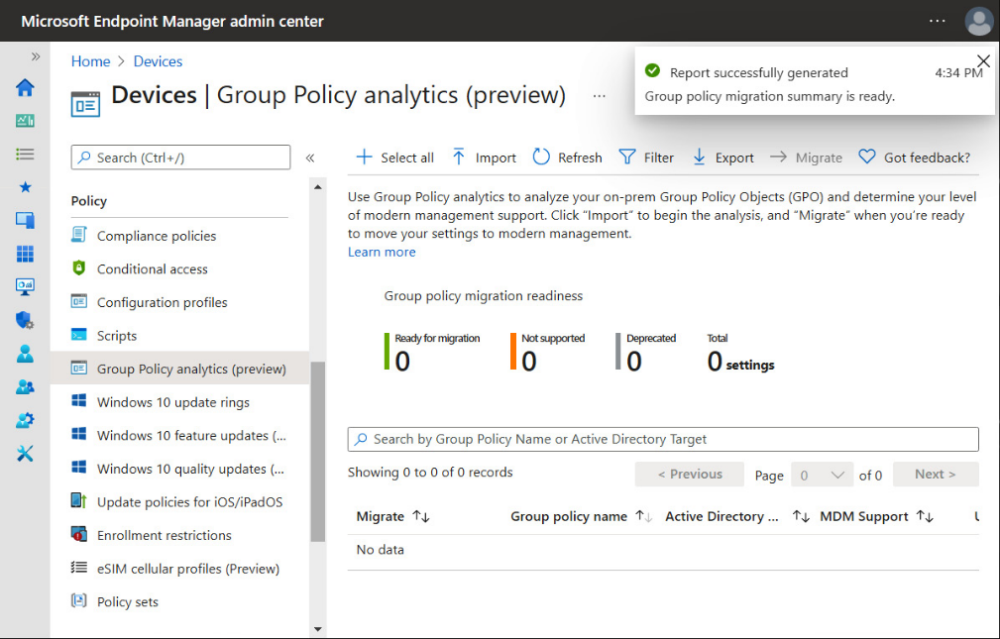 Microsoft Endpoint Manager admin center
Report successfully generated 4:34 PM
Group policy migration summary is ready.
Home > Devices
Devices | Group Policy analytics (preview)
Search (Ctrl+/)
Policy
Compliance policies
Conditional access
Configuration profiles
Scripts
Group Policy analytics (preview)
Windows 10 update rings
Windows 10 feature updates (...
Windows 10 quality updates (...
Update policies for iOS/iPadOS
Enrollment restrictions
eSIM cellular profiles (Preview)
Policy sets
Select all Import Refresh Filter Export Migrate Got feedback?
Use Group Policy analytics to analyze your on-prem Group Policy Objects (GPO) and determine your level
of modern management support. Click “Import” to begin the analysis, and “Migrate” when you’re ready
to move your settings to modern management.
Learn more
Group policy migration readiness
Ready for migration
0
Not supported
0
Deprecated
0
Total
0 settings
Search by Group Policy Name or Active Directory Target
Showing 0 to 0 of 0 records
< Previous Page 0 of 0 Next >
Migrate Group policy name Active Directory ... MDM Support
No data